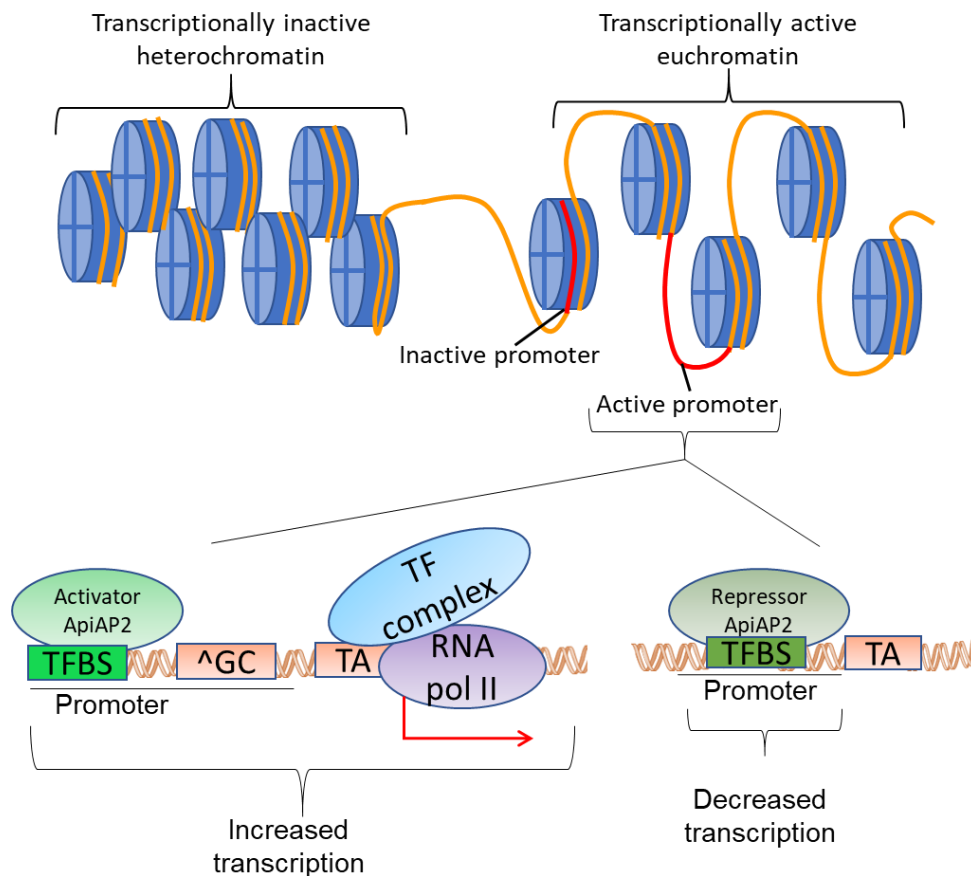 Transcriptionally inactive
heterochromatin
Transcriptionally active
euchromatin
Inactive promoter
Active promoter
Activator
ApiAP2
TFBS
^GC
TA
TF
complex
RNA
pol II
Promoter
Increased
transcription
Repressor
ApiAP2
TFBS
TA
Promoter
Decreased
transcription